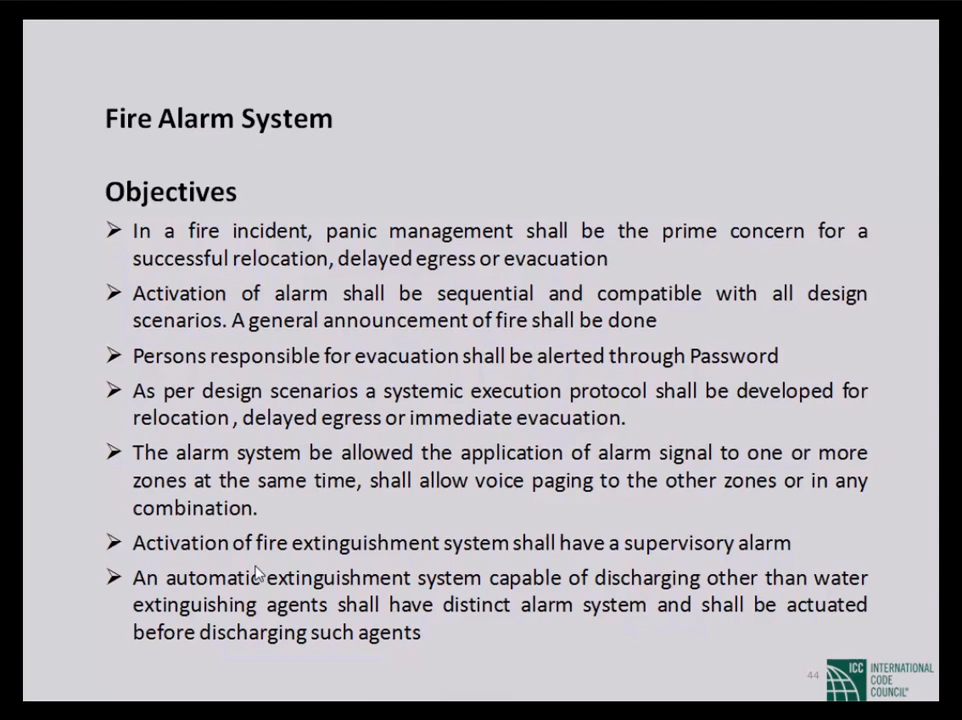 Fire Alarm System
Objectives
➢ In a fire incident, panic management shall be the prime concern for a
successful relocation, delayed egress or evacuation
➢ Activation of alarm shall be sequential and compatible with all design
scenarios. A general announcement of fire shall be done
➢ Persons responsible for evacuation shall be alerted through Password
➢ As per design scenarios a systemic execution protocol shall be developed for
relocation , delayed egress or immediate evacuation.
➢ The alarm system be allowed the application of alarm signal to one or more
zones at the same time, shall allow voice paging to the other zones or in any
combination.
➢ Activation of fire extinguishment system shall have a supervisory alarm
➢ An automatic extinguishment system capable of discharging other than water
extinguishing agents shall have distinct alarm system and shall be actuated
before discharging such agents
44
ICC
INTERNATIONAL
CODE
COUNCIL®